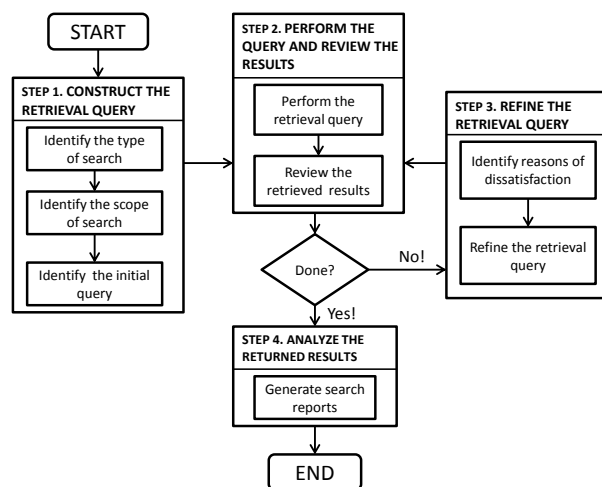 START
STEP 1. CONSTRUCT THE
RETRIEVAL QUERY
Identify the type
of search
Identify the scope
of search
Identify the initial
query
STEP 2. PERFORM THE
QUERY AND REVIEW THE
RESULTS
Perform the
retrieval query
Review the
retrieved results
Done?
No!
Yes!
STEP 3. REFINE THE
RETRIEVAL QUERY
Identify reasons of
dissatisfaction
Refine the retrieval
query
STEP 4. ANALYZE THE
RETURNED RESULTS
Generate search
reports
END